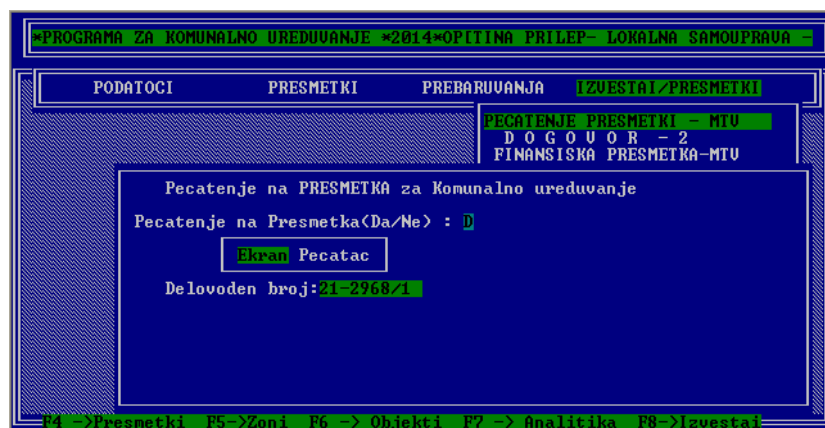 *PROGRAMA ZA KOMUNALNO UREDUVANJE *2014*OP[TINA PRILEP- LOKALNA SAMOUPRAVA -
PODATOCI PRESMETKI PREBARUVANJA IZVESTAI/PRESMETKI
PECATENJE PRESMETKI - MTV
D O G O V O R - 2
FINANSISKA PRESMETKA-MTV
Pecatenje na PRESMETKA za Komunalno ureduvanje
Pecatenje na Presmetka(Da/Ne) : D
Ekran Pecatac
Delovoden broj:21-2968/1
F4 ->Presmetki F5->Zoni F6 -> Objekti F7 -> Analitika F8->Izvestai